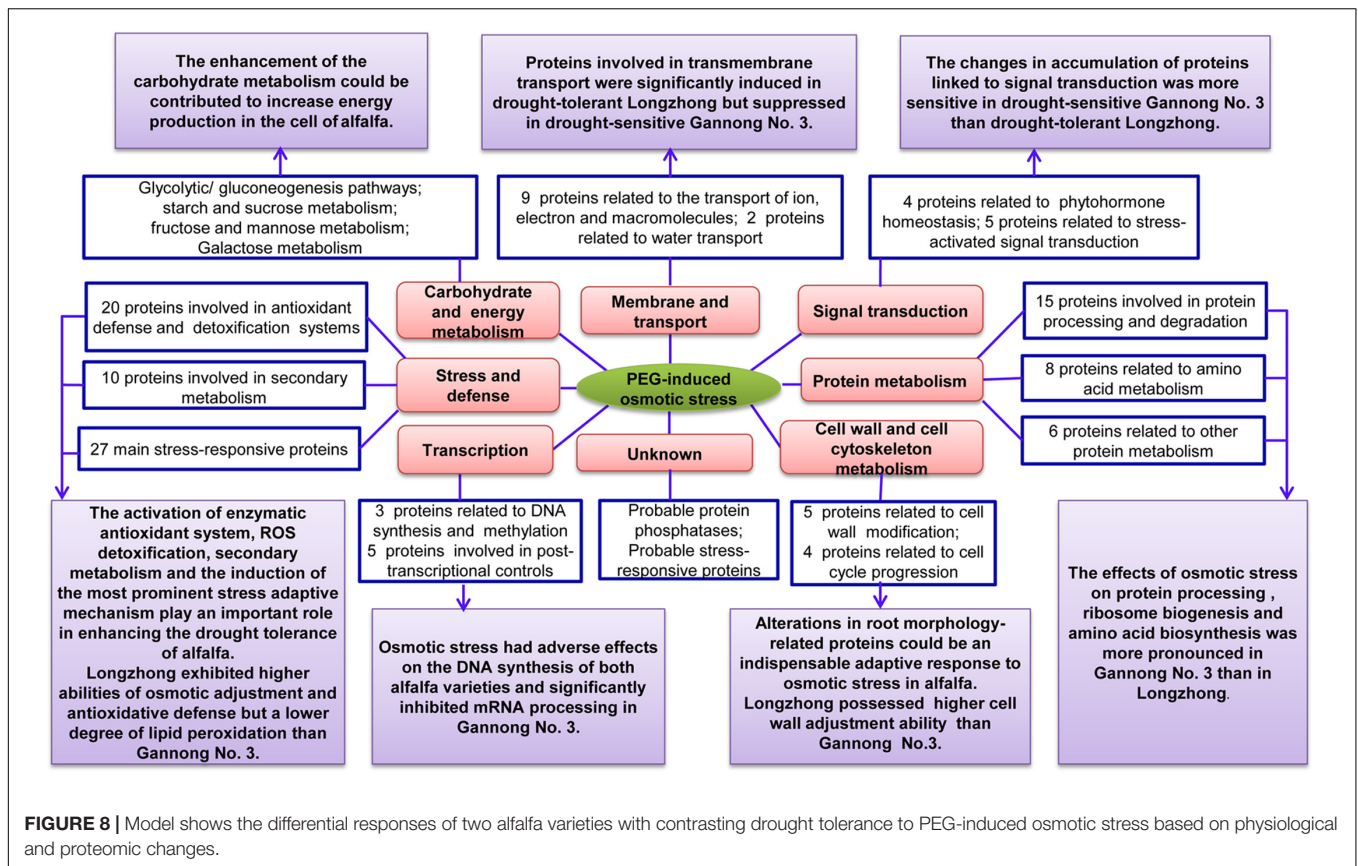 The enhancement of the
carbohydrate metabolism could be
contributed to increase energy
production in the cell of alfalfa.
Proteins involved in transmembrane
transport were significantly induced in
drought-tolerant Longzhong but suppressed
in drought-sensitive Gannong No. 3.
The changes in accumulation of proteins
linked to signal transduction was more
sensitive in drought-sensitive Gannong No. 3
than drought-tolerant Longzhong.
Glycolytic/ gluconeogenesis pathways;
starch and sucrose metabolism;
fructose and mannose metabolism;
Galactose metabolism
9 proteins related to the transport of ion,
electron and macromolecules; 2 proteins
related to water transport
4 proteins related to phytohormone
homeostasis; 5 proteins related to stress-
activated signal transduction
20 proteins involved in antioxidant
defense and detoxification systems
Carbohydrate
and energy
metabolism
Membrane and
transport
Signal transduction
15 proteins involved in protein
processing and degradation
10 proteins involved in secondary
metabolism
Stress and
defense
PEG-induced
osmotic stress
Protein metabolism
8 proteins related to amino
acid metabolism
27 main stress-responsive proteins
Transcription
Unknown
Cell wall and cell
cytoskeleton
metabolism
6 proteins related to other
protein metabolism
3 proteins related to DNA
synthesis and methylation
5 proteins involved in post-
transcriptional controls
Probable protein
phosphatases;
Probable stress-
responsive proteins
5 proteins related to cell
wall modification;
4 proteins related to cell
cycle progression
The activation of enzymatic
antioxidant system, ROS
detoxification, secondary
metabolism and the induction of
the most prominent stress adaptive
mechanism play an important role
in enhancing the drought tolerance
of alfalfa.
Longzhong exhibited higher
abilities of osmotic adjustment and
antioxidative defense but a lower
degree of lipid peroxidation than
Gannong No. 3.
Osmotic stress had adverse effects
on the DNA synthesis of both
alfalfa varieties and significantly
inhibited mRNA processing in
Gannong No. 3.
Alterations in root morphology-
related proteins could be an
indispensable adaptive response to
osmotic stress in alfalfa.
Longzhong possessed higher cell
wall adjustment ability than
Gannong No.3.
The effects of osmotic stress
on protein processing ,
ribosome biogenesis and
amino acid biosynthesis was
more pronounced in
Gannong No. 3 than in
Longzhong.
FIGURE 8 | Model shows the differential responses of two alfalfa varieties with contrasting drought tolerance to PEG-induced osmotic stress based on physiological
and proteomic changes.